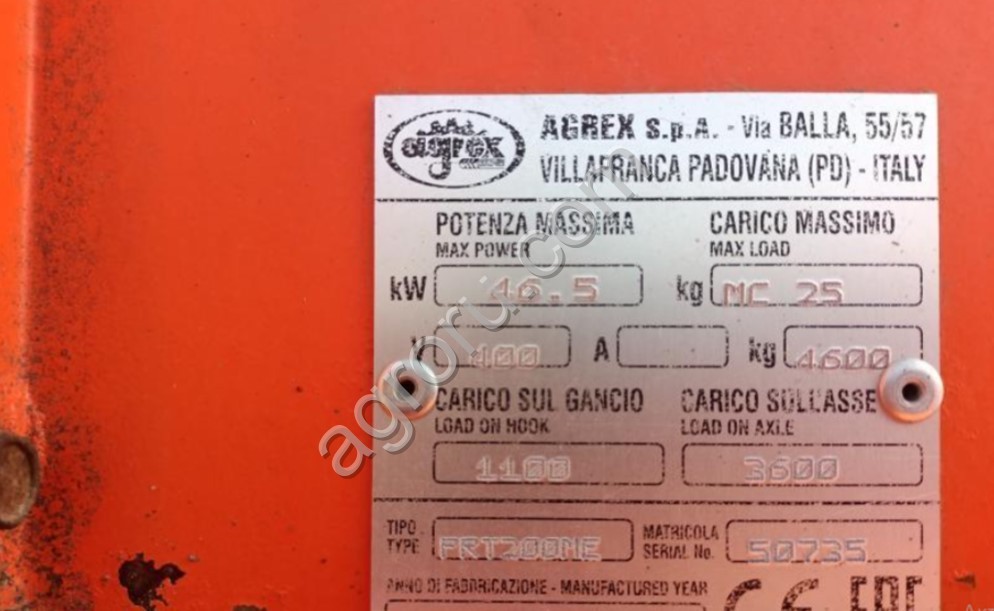 agrex
AGREX S.p.A. - Via BALLA, 55/57
VILLAFRANCA PADOVANA (PD) - ITALY
POTENZA MASSIMA CARICO MASSIMO
MAX POWER MAX LOAD
kW 46.5 kg MC 25
V 400 A kg 4600
CARICO SUL GANCIO CARICO SULL'ASSE
LOAD ON HOOK LOAD ON AXLE
1100 3600
TIPO MATRICOLA
TYPE PRT200ME SERIAL No. 50735
ANNO DI FABBRICAZIONE - MANUFACTURED YEAR
CE EAC
agroru.com